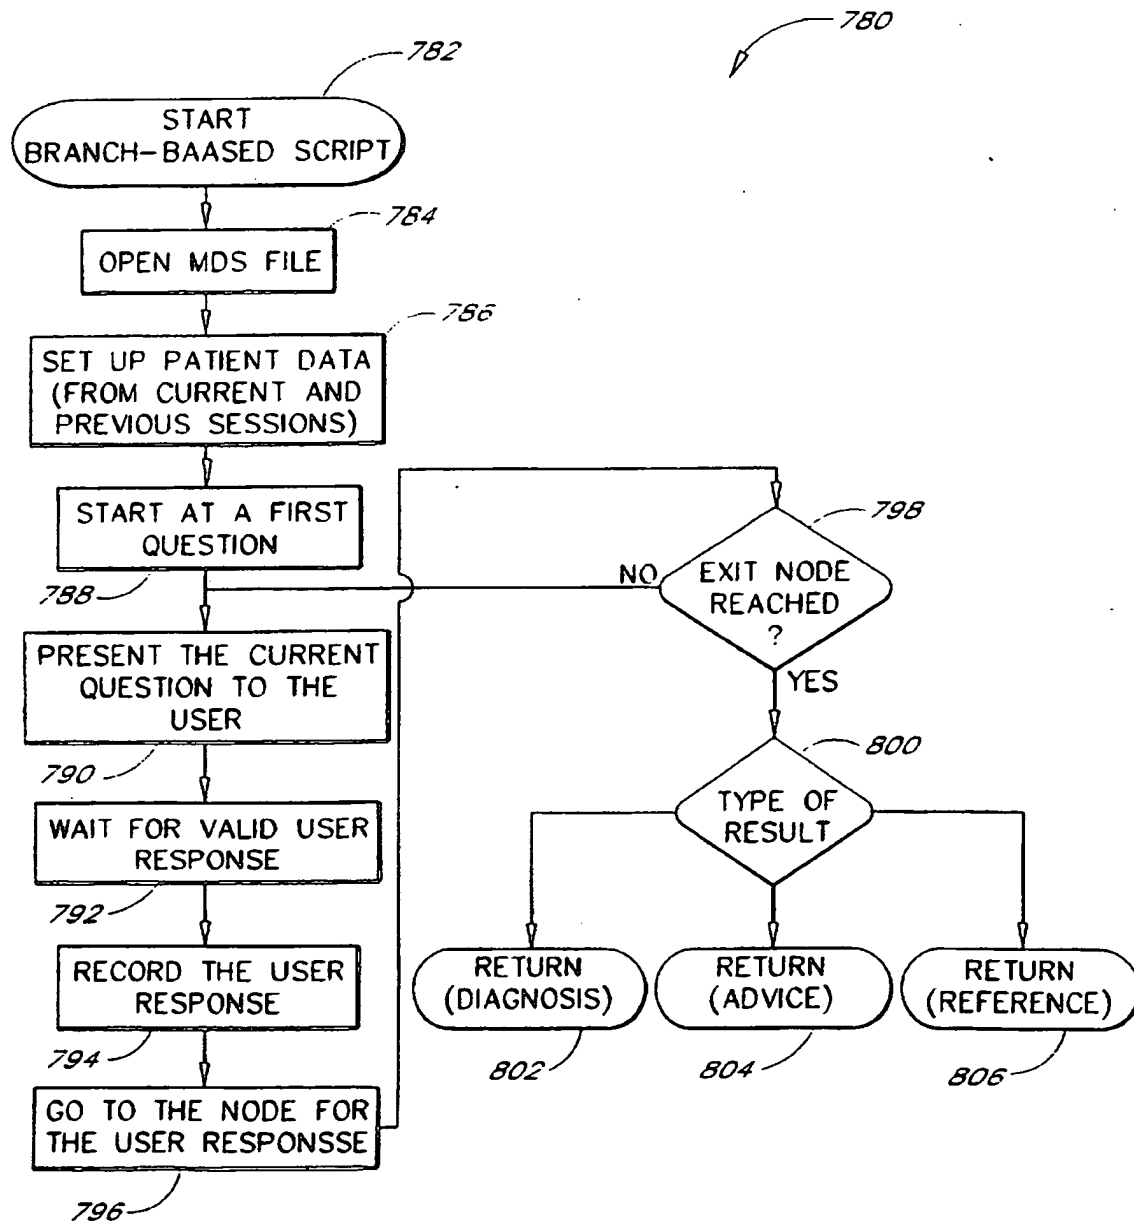 780
782
START
BRANCH-BAASED SCRIPT
784
OPEN MDS FILE
786
SET UP PATIENT DATA
(FROM CURRENT AND
PREVIOUS SESSIONS)
START AT A FIRST
QUESTION
788
PRESENT THE CURRENT
QUESTION TO THE
USER
790
WAIT FOR VALID USER
RESPONSE
792
RECORD THE USER
RESPONSE
794
GO TO THE NODE FOR
THE USER RESPONSSE
796
798
EXIT NODE
REACHED
?
NO
YES
800
TYPE OF
RESULT
RETURN
(DIAGNOSIS)
802
RETURN
(ADVICE)
804
RETURN
(REFERENCE)
806